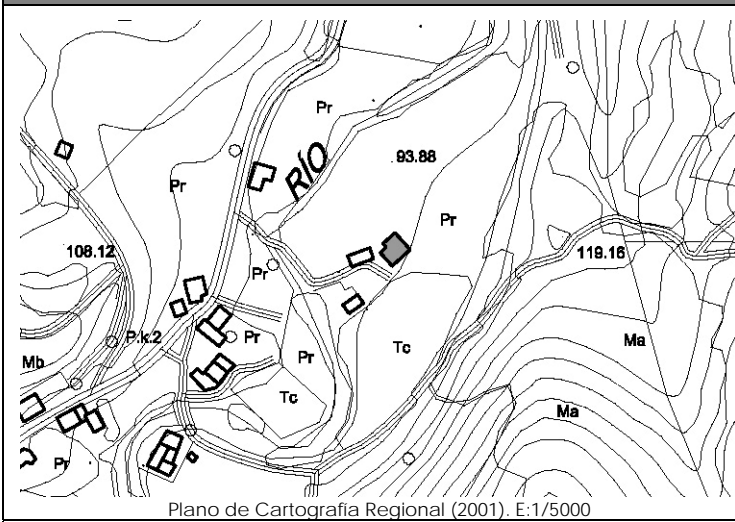 Pr
RÍO
93.88
Pr
Pr
108.12
Pr
119.16
P.k.2
Pr
Pr
Tc
Ma
Mb
Tc
Ma
Pr
Plano de Cartografía Regional (2001). E:1/5000